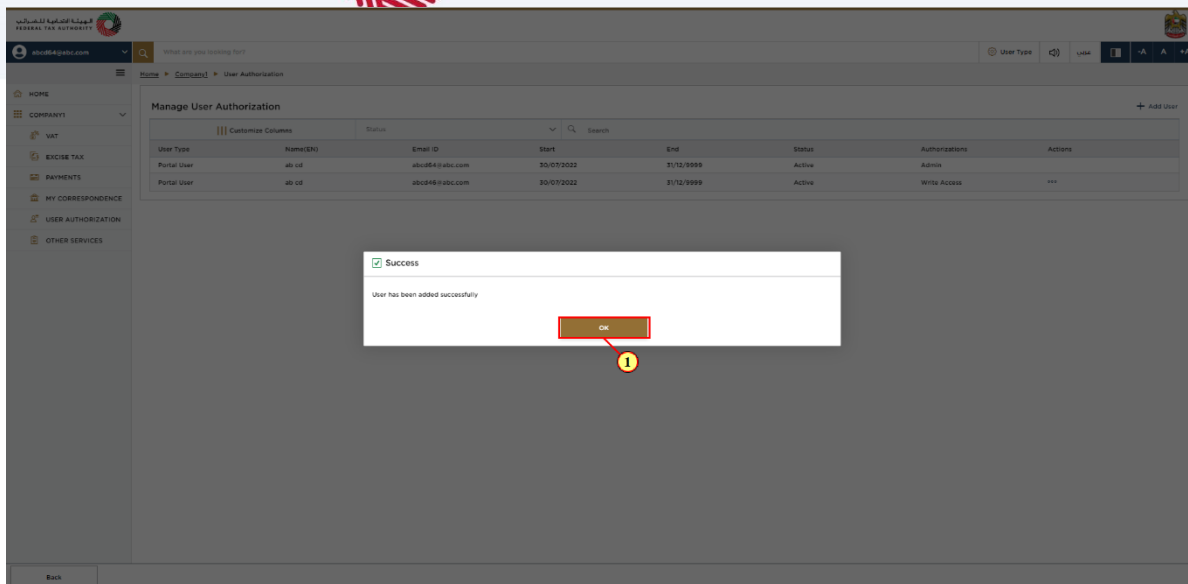 الهيئة الاتحادية للضرائب
FEDERAL TAX AUTHORITY
abcd64@abc.com
What are you looking for?
User Type
عربي
-A A +A
Home Company1 User Authorization
HOME
COMPANY1
VAT
EXCISE TAX
PAYMENTS
MY CORRESPONDENCE
USER AUTHORIZATION
OTHER SERVICES
Manage User Authorization
+ Add User
Customize Columns Status Search
User Type Name(EN) Email ID Start End Status Authorizations Actions
Portal User ab cd abcd64@abc.com 30/07/2022 31/12/9999 Active Admin
Portal User ab cd abcd46@abc.com 30/07/2022 31/12/9999 Active Write Access
Success
User has been added successfully
OK
1
Back